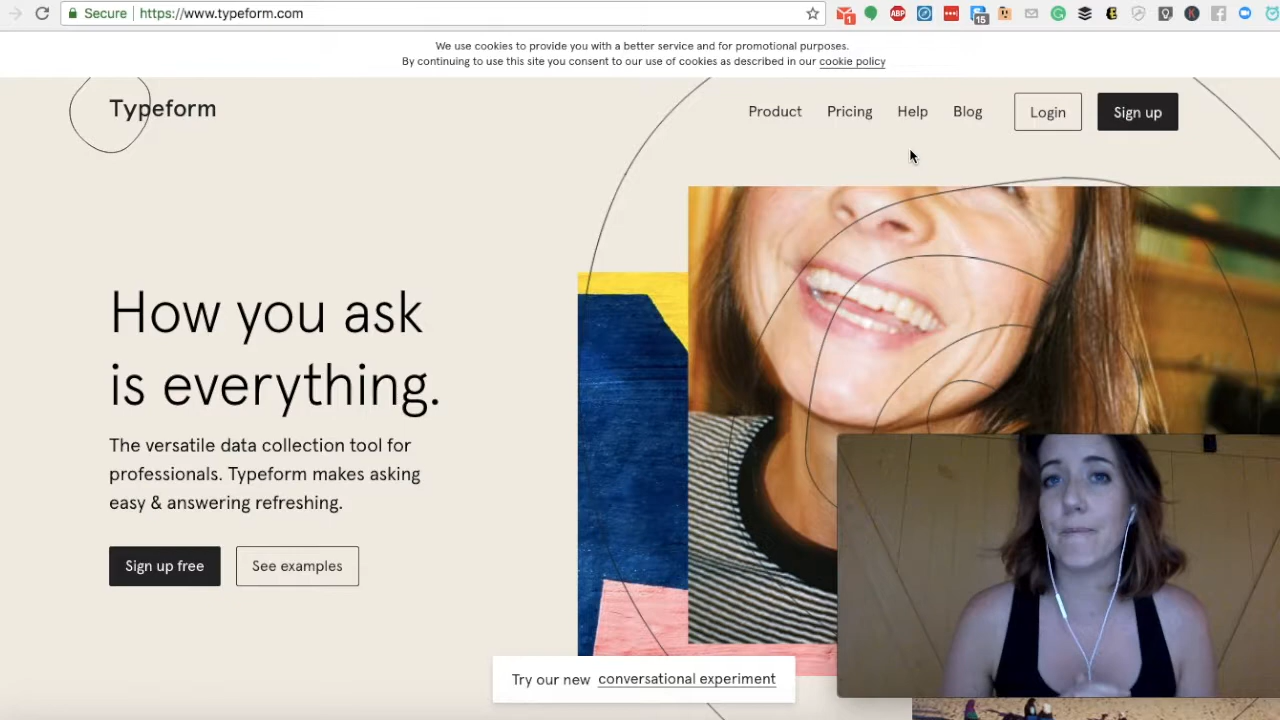 Secure https://www.typeform.com
1
ABP
15
We use cookies to provide you with a better service and for promotional purposes.
By continuing to use this site you consent to our use of cookies as described in our cookie policy
Typeform
Product Pricing Help Blog Login Sign up
How you ask
is everything.
The versatile data collection tool for
professionals. Typeform makes asking
easy & answering refreshing.
Sign up free See examples
Try our new conversational experiment